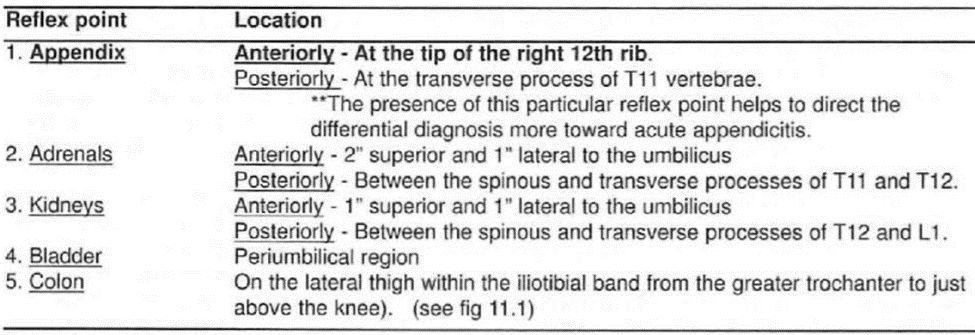 Reflex point Location
1. Appendix Anteriorly - At the tip of the right 12th rib.
Posteriorly - At the transverse process of T11 vertebrae.
**The presence of this particular reflex point helps to direct the
differential diagnosis more toward acute appendicitis.
2. Adrenals Anteriorly - 2" superior and 1" lateral to the umbilicus
Posteriorly - Between the spinous and transverse processes of T11 and T12.
3. Kidneys Anteriorly - 1" superior and 1" lateral to the umbilicus
Posteriorly - Between the spinous and transverse processes of T12 and L1.
4. Bladder Periumbilical region
5. Colon On the lateral thigh within the iliotibial band from the greater trochanter to just
above the knee). (see fig 11.1)